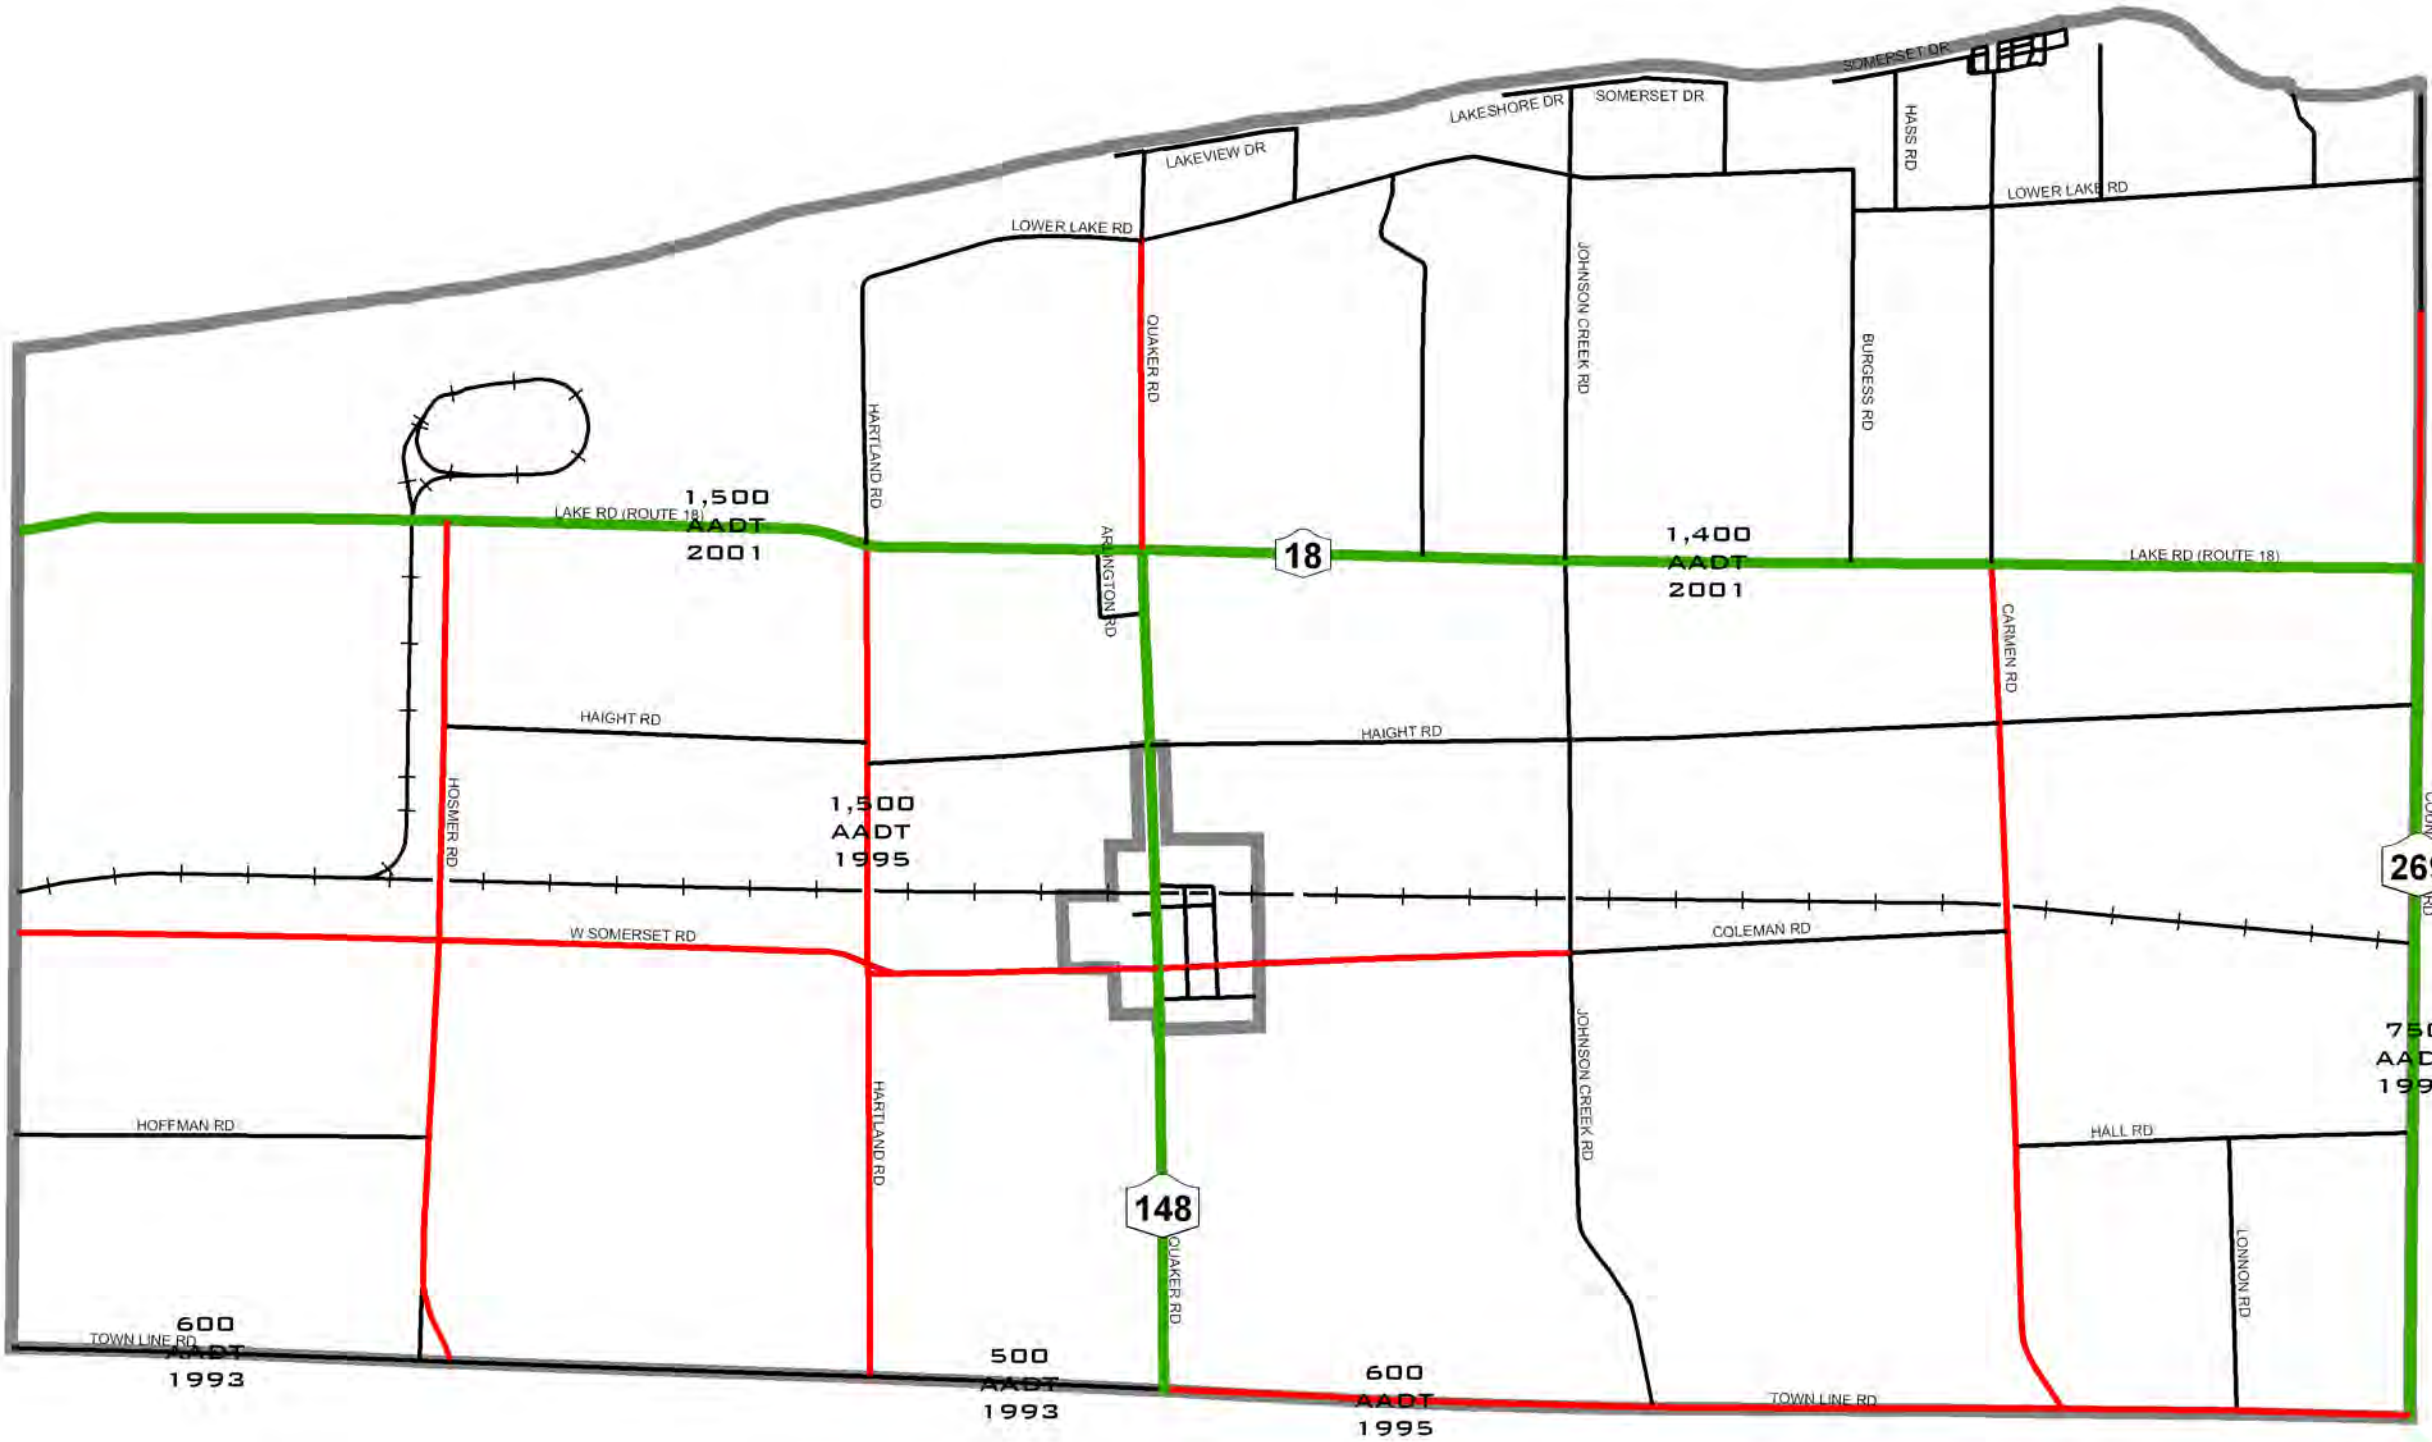 SOMERSET DR
LAKESHORE DR
SOMERSET DR
HASS RD
LAKEVIEW DR
LOWER LAKE RD
LOWER LAKE RD
JOHNSON CREEK RD
QUAKER RD
BURGESS RD
HARTLAND RD
1,500
AADT
2001
LAKE RD (ROUTE 18)
ARLINGTON RD
18
1,400
AADT
2001
LAKE RD (ROUTE 18)
CARMEN RD
HAIGHT RD
HAIGHT RD
HOSMER RD
1,500
AADT
1995
269
W SOMERSET RD
COLEMAN RD
JOHNSON CREEK RD
750
HARTLAND RD
HOFFMAN RD
HALL RD
148
QUAKER RD
LONNON RD
600
AADT
1993
TOWN LINE RD
500
AADT
1993
600
AADT
1995
TOWN LINE RD